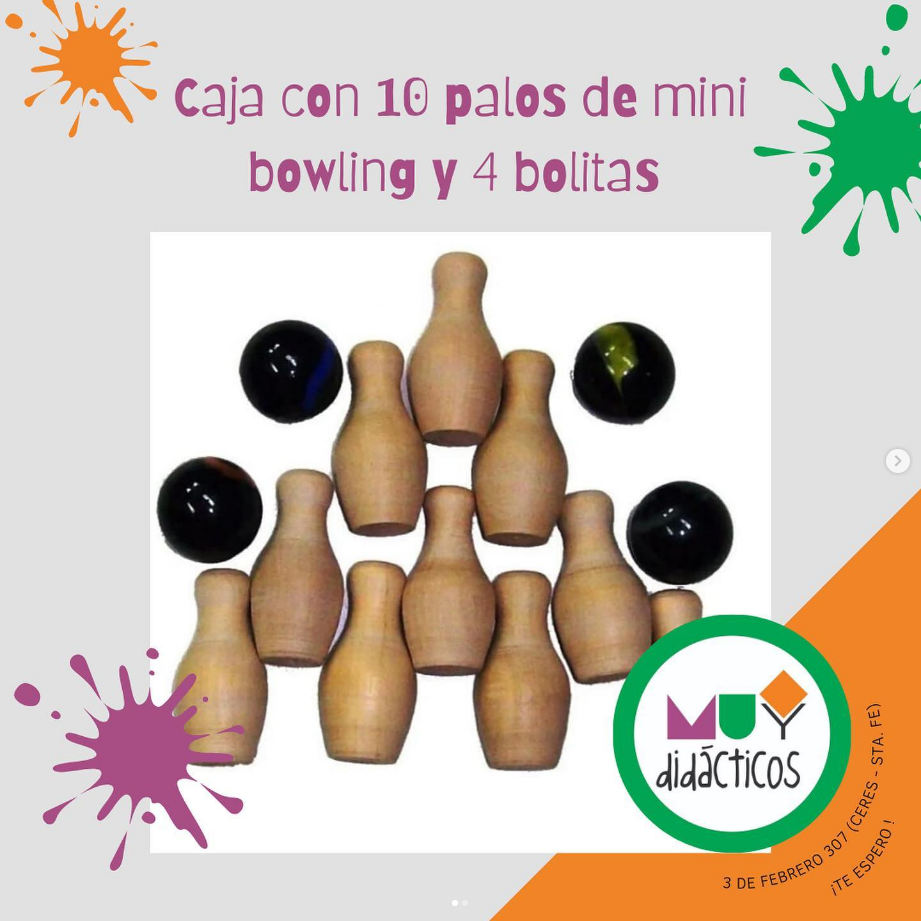 Caja con 10 palos de mini
bowling y 4 bolitas
MUY
didácticos
3 DE FEBRERO 307 (CERES - STA. FE)
¡TE ESPERO !